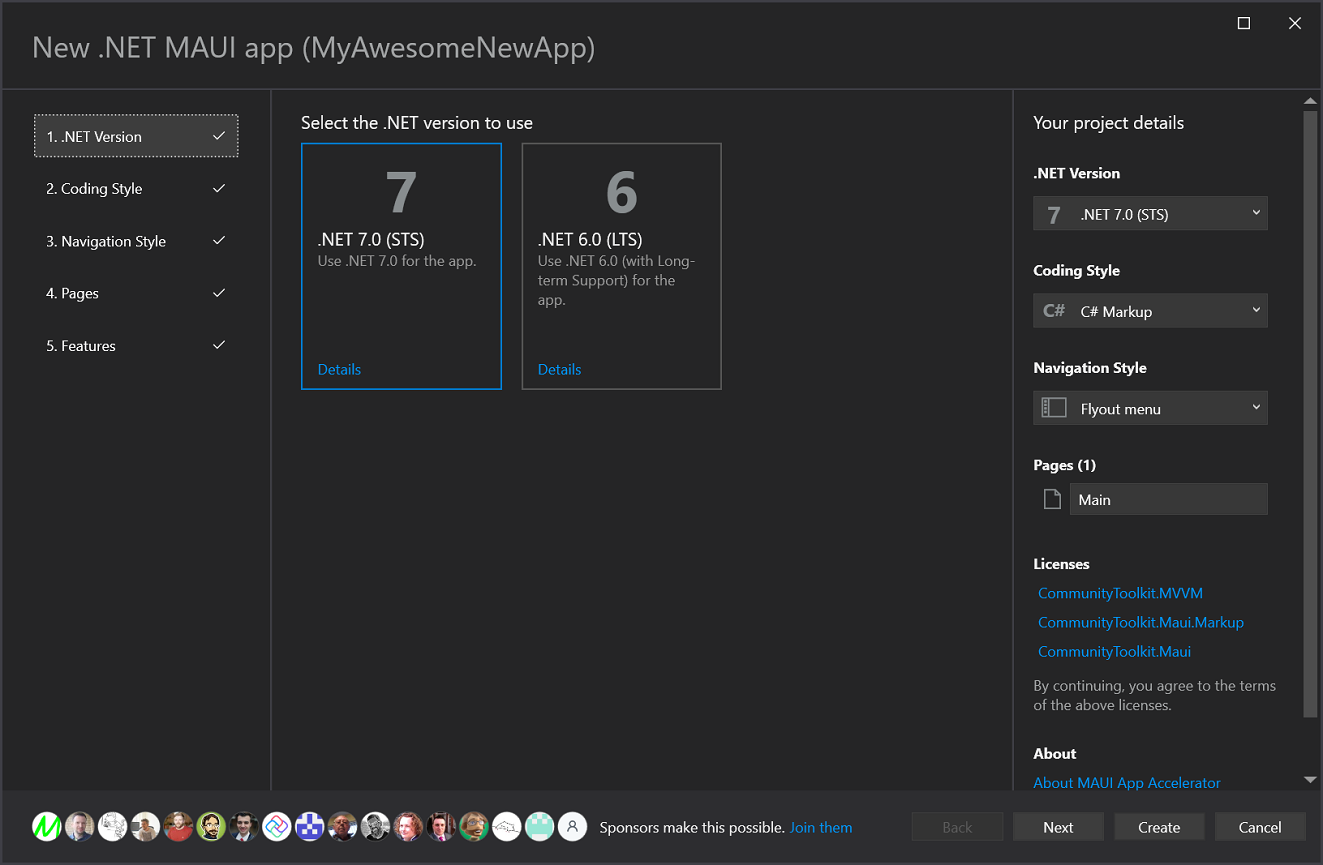 New .NET MAUI app (MyAwesomeNewApp)
1. .NET Version
2. Coding Style
3. Navigation Style
4. Pages
5. Features
Select the .NET version to use
7
.NET 7.0 (STS)
Use .NET 7.0 for the app.
Details
6
.NET 6.0 (LTS)
Use .NET 6.0 (with Long-
term Support) for the
app.
Details
Your project details
.NET Version
7 .NET 7.0 (STS)
Coding Style
C# C# Markup
Navigation Style
Flyout menu
Pages (1)
Main
Licenses
CommunityToolkit.MVVM
CommunityToolkit.Maui.Markup
CommunityToolkit.Maui
By continuing, you agree to the terms
of the above licenses.
About
About MAUI App Accelerator
Sponsors make this possible. Join them
Back
Next
Create
Cancel